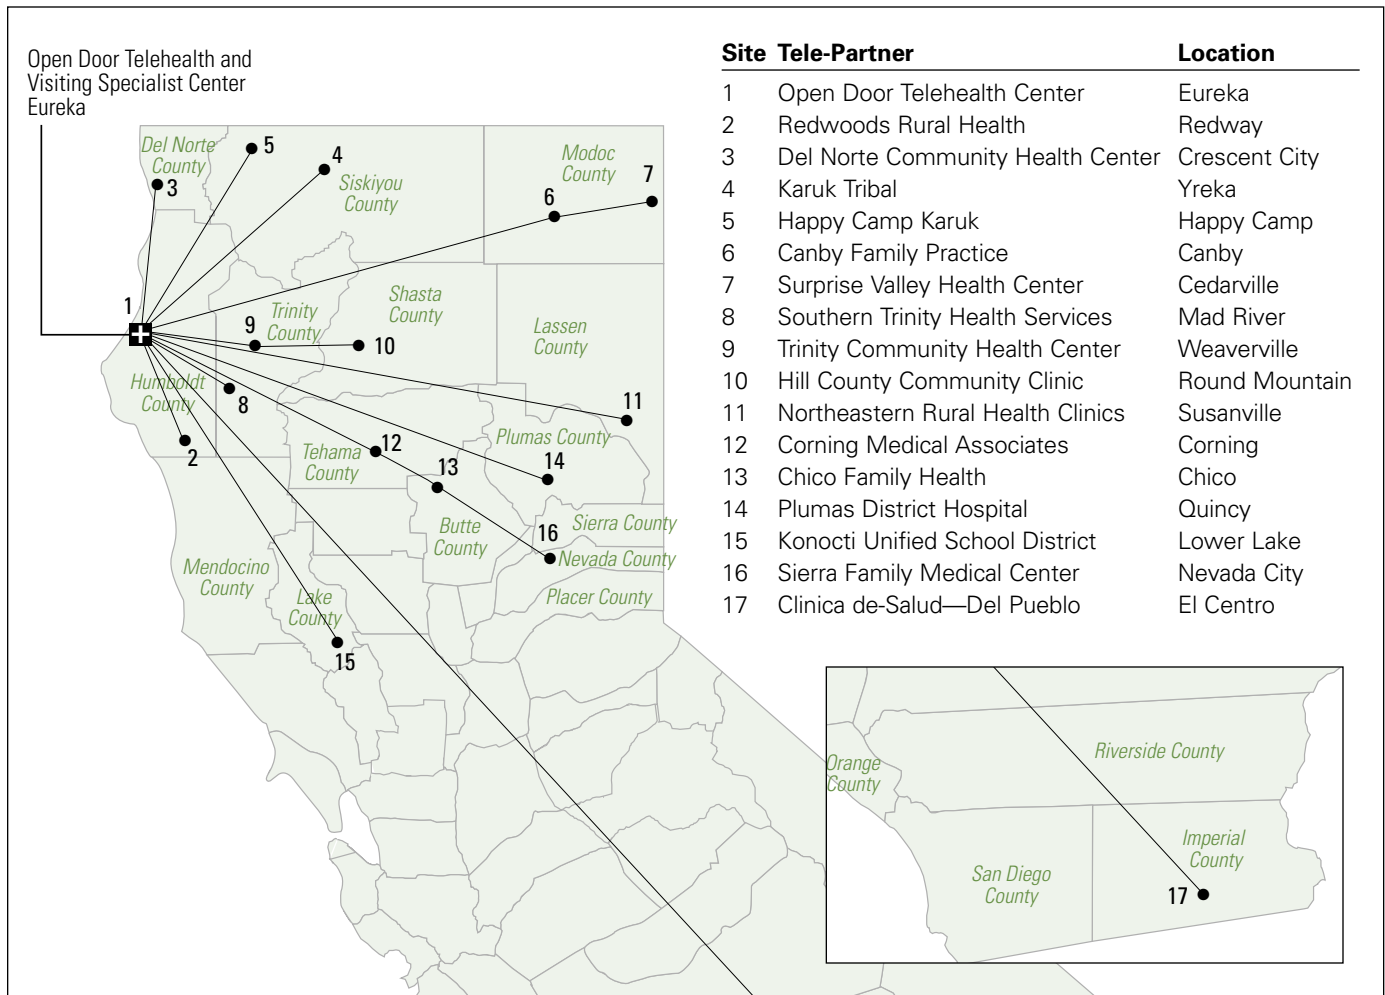 Open Door Telehealth and
Visiting Specialist Center
Eureka
Site Tele-Partner Location
1 Open Door Telehealth Center Eureka
2 Redwoods Rural Health Redway
3 Del Norte Community Health Center Crescent City
4 Karuk Tribal Yreka
5 Happy Camp Karuk Happy Camp
6 Canby Family Practice Canby
7 Surprise Valley Health Center Cedarville
8 Southern Trinity Health Services Mad River
9 Trinity Community Health Center Weaverville
10 Hill County Community Clinic Round Mountain
11 Northeastern Rural Health Clinics Susanville
12 Corning Medical Associates Corning
13 Chico Family Health Chico
14 Plumas District Hospital Quincy
15 Konocti Unified School District Lower Lake
16 Sierra Family Medical Center Nevada City
17 Clinica de-Salud—Del Pueblo El Centro
Del Norte
County
3
5
4
Siskiyou
County
Modoc
County
7
6
1
Trinity
County
9
10
Shasta
County
Lassen
County
Humboldt
County
8
2
11
Plumas County
14
Tehama
County
12
13
Butte
County
16
Sierra County
Nevada County
Placer County
Mendocino
County
Lake
County
15
Orange
County
Riverside County
San Diego
County
Imperial
County
17